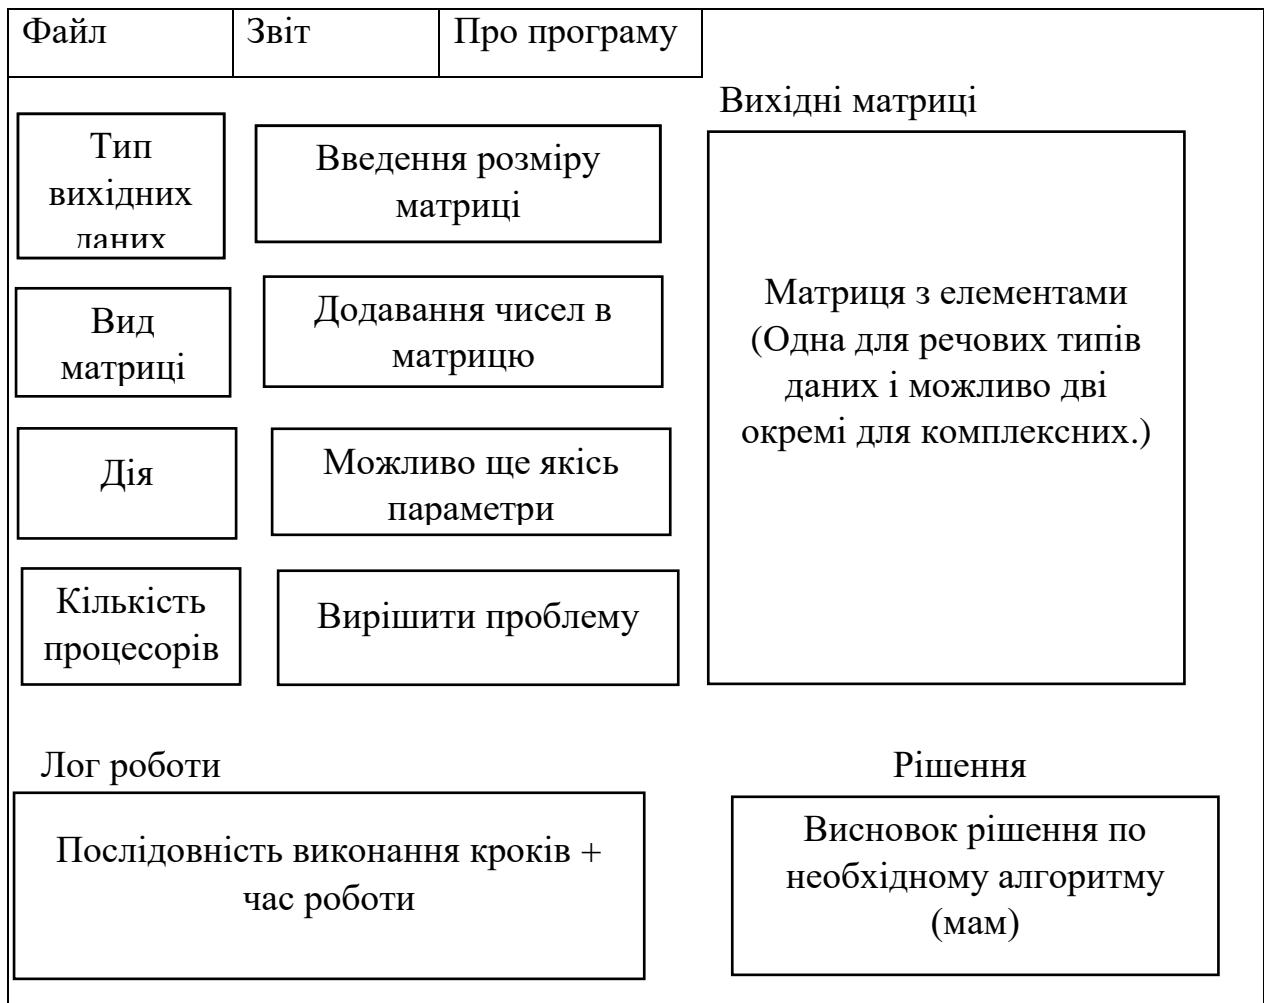 Файл
Звіт
Про програму
Тип
вихідних
даних
Вид
матриці
Дія
Кількість
процесорів
Введення розміру
матриці
Додавання чисел в
матрицю
Можливо ще якісь
параметри
Вирішити проблему
Вихідні матриці
Матриця з елементами
(Одна для речових типів
даних і можливо дві
окремі для комплексних.)
Лог роботи
Послідовність виконання кроків +
час роботи
Рішення
Висновок рішення по
необхідному алгоритму
(мам)